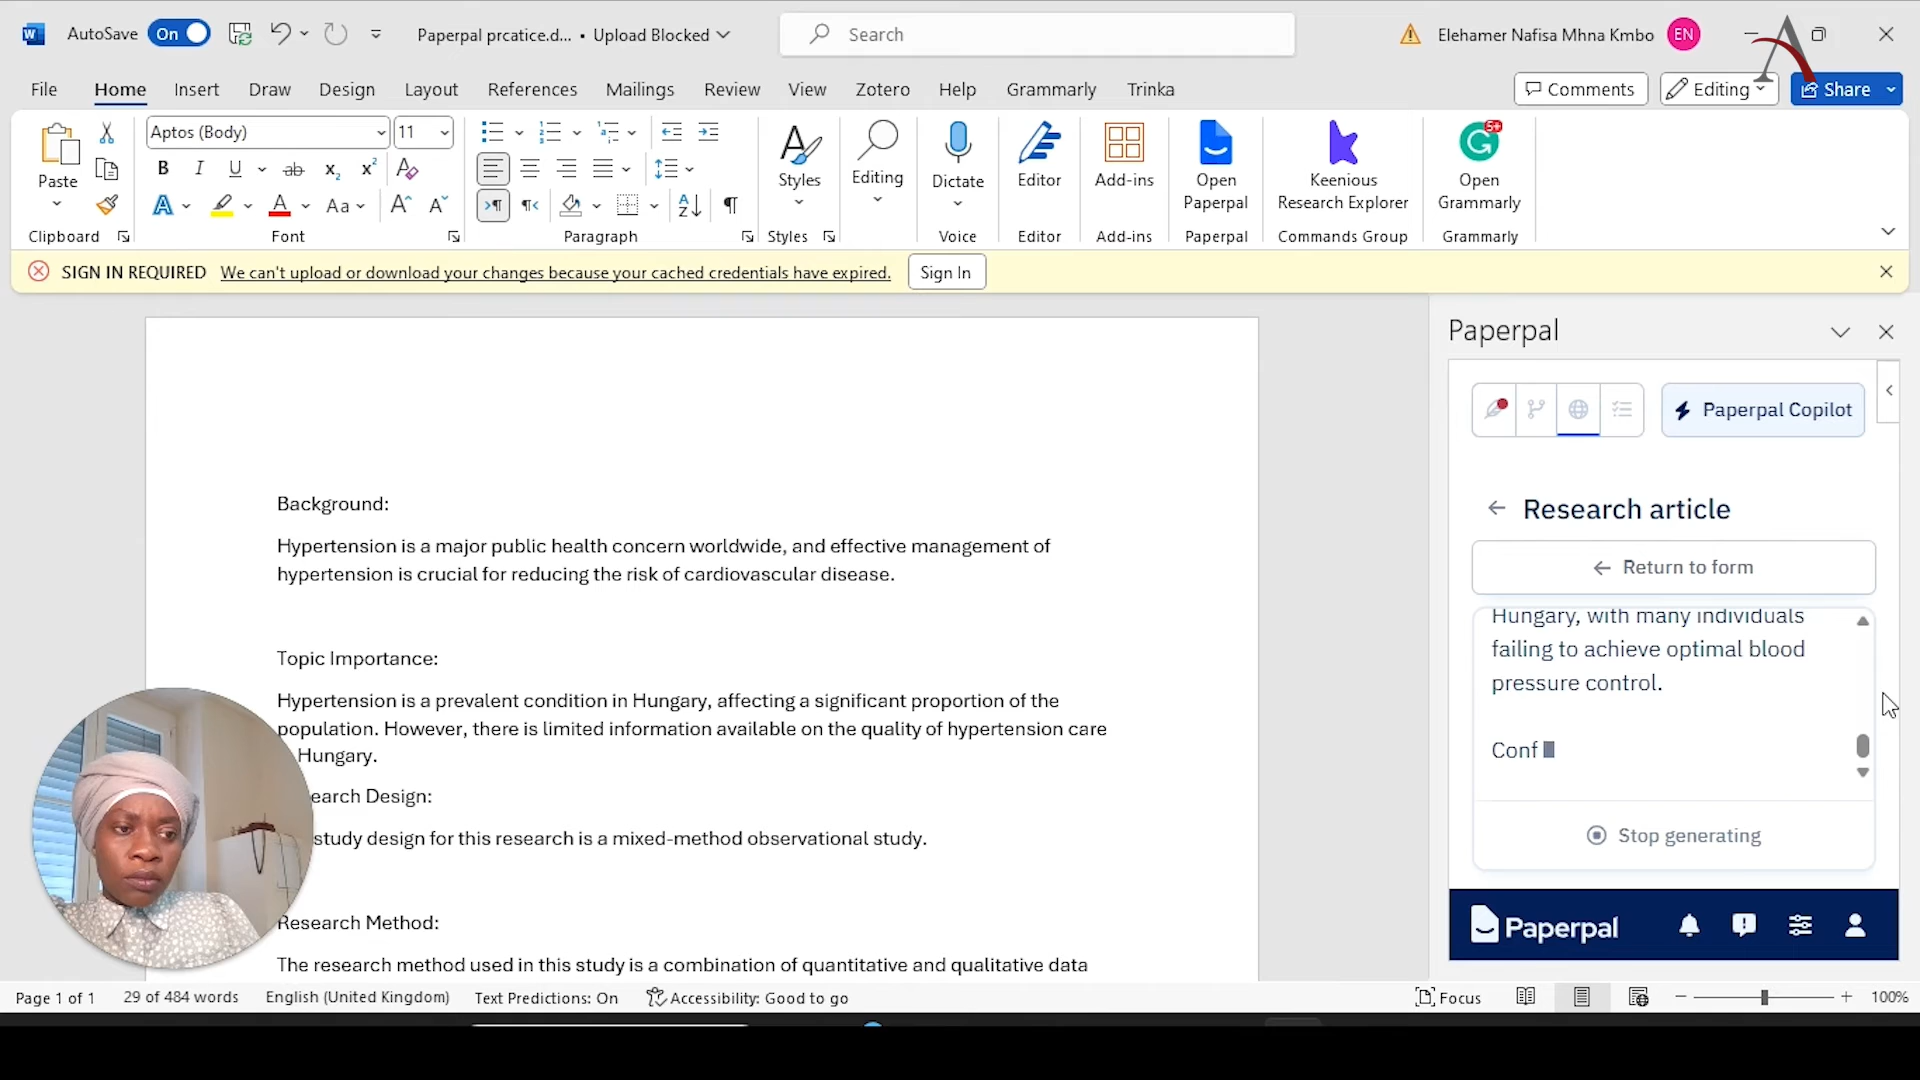 AutoSave On Paperpal prcatice.d... • Upload Blocked Search Elehamer Nafisa Mhna Kmbo EN
File Home Insert Draw Design Layout References Mailings Review View Zotero Help Grammarly Trinka Comments Editing Share
Aptos (Body) 11
Paste Styles Editing Dictate Editor Add-ins Open Paperpal Keenious Research Explorer Open Grammarly
Clipboard Font Paragraph Styles Voice Editor Add-ins Paperpal Commands Group Grammarly
SIGN IN REQUIRED We can't upload or download your changes because your cached credentials have expired. Sign In
Background:
Hypertension is a major public health concern worldwide, and effective management of
hypertension is crucial for reducing the risk of cardiovascular disease.
Topic Importance:
Hypertension is a prevalent condition in Hungary, affecting a significant proportion of the
population. However, there is limited information available on the quality of hypertension care
Hungary.
earch Design:
study design for this research is a mixed-method observational study.
Research Method:
The research method used in this study is a combination of quantitative and qualitative data
Paperpal
Paperpal Copilot
Research article
Return to form
Hungary, with many individuals
failing to achieve optimal blood
pressure control.
Conf
Stop generating
Paperpal
Page 1 of 1 29 of 484 words English (United Kingdom) Text Predictions: On Accessibility: Good to go Focus 100%